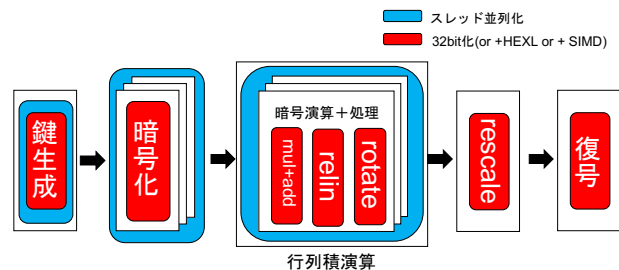 スレッド並列化
32bit化(or +HEXL or + SIMD)
鍵生成
暗号化
暗号演算＋処理
mul+add
relin
rotate
rescale
復号
行列積演算